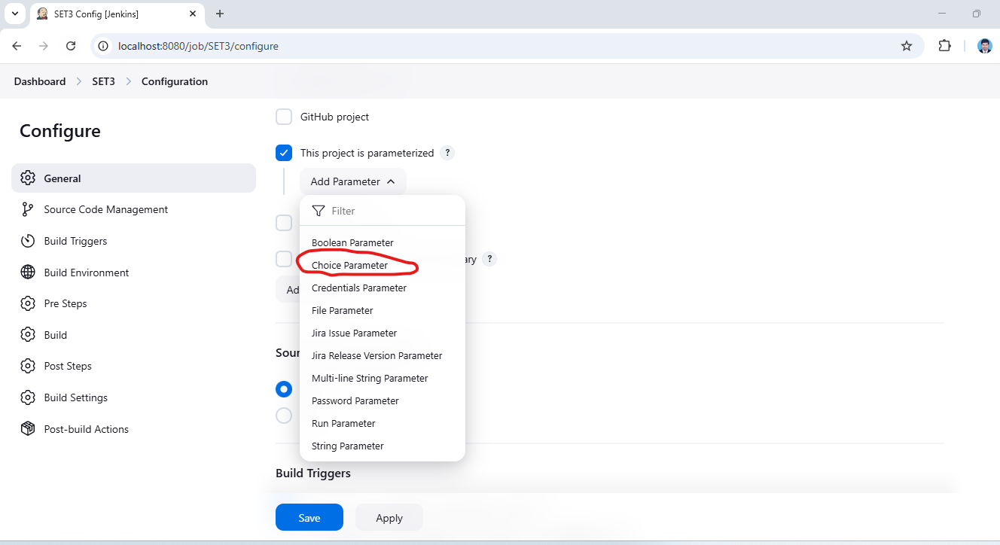 SET3 Config [Jenkins]
localhost:8080/job/SET3/configure
Dashboard SET3 Configuration
Configure
General
Source Code Management
Build Triggers
Build Environment
Pre Steps
Build
Post Steps
Build Settings
Post-build Actions
GitHub project
This project is parameterized ?
Add Parameter
Filter
Boolean Parameter
Choice Parameter
Credentials Parameter
File Parameter
Jira Issue Parameter
Jira Release Version Parameter
Multi-line String Parameter
Password Parameter
Run Parameter
String Parameter
ary ?
Ad
Sour
Build Triggers
Save Apply